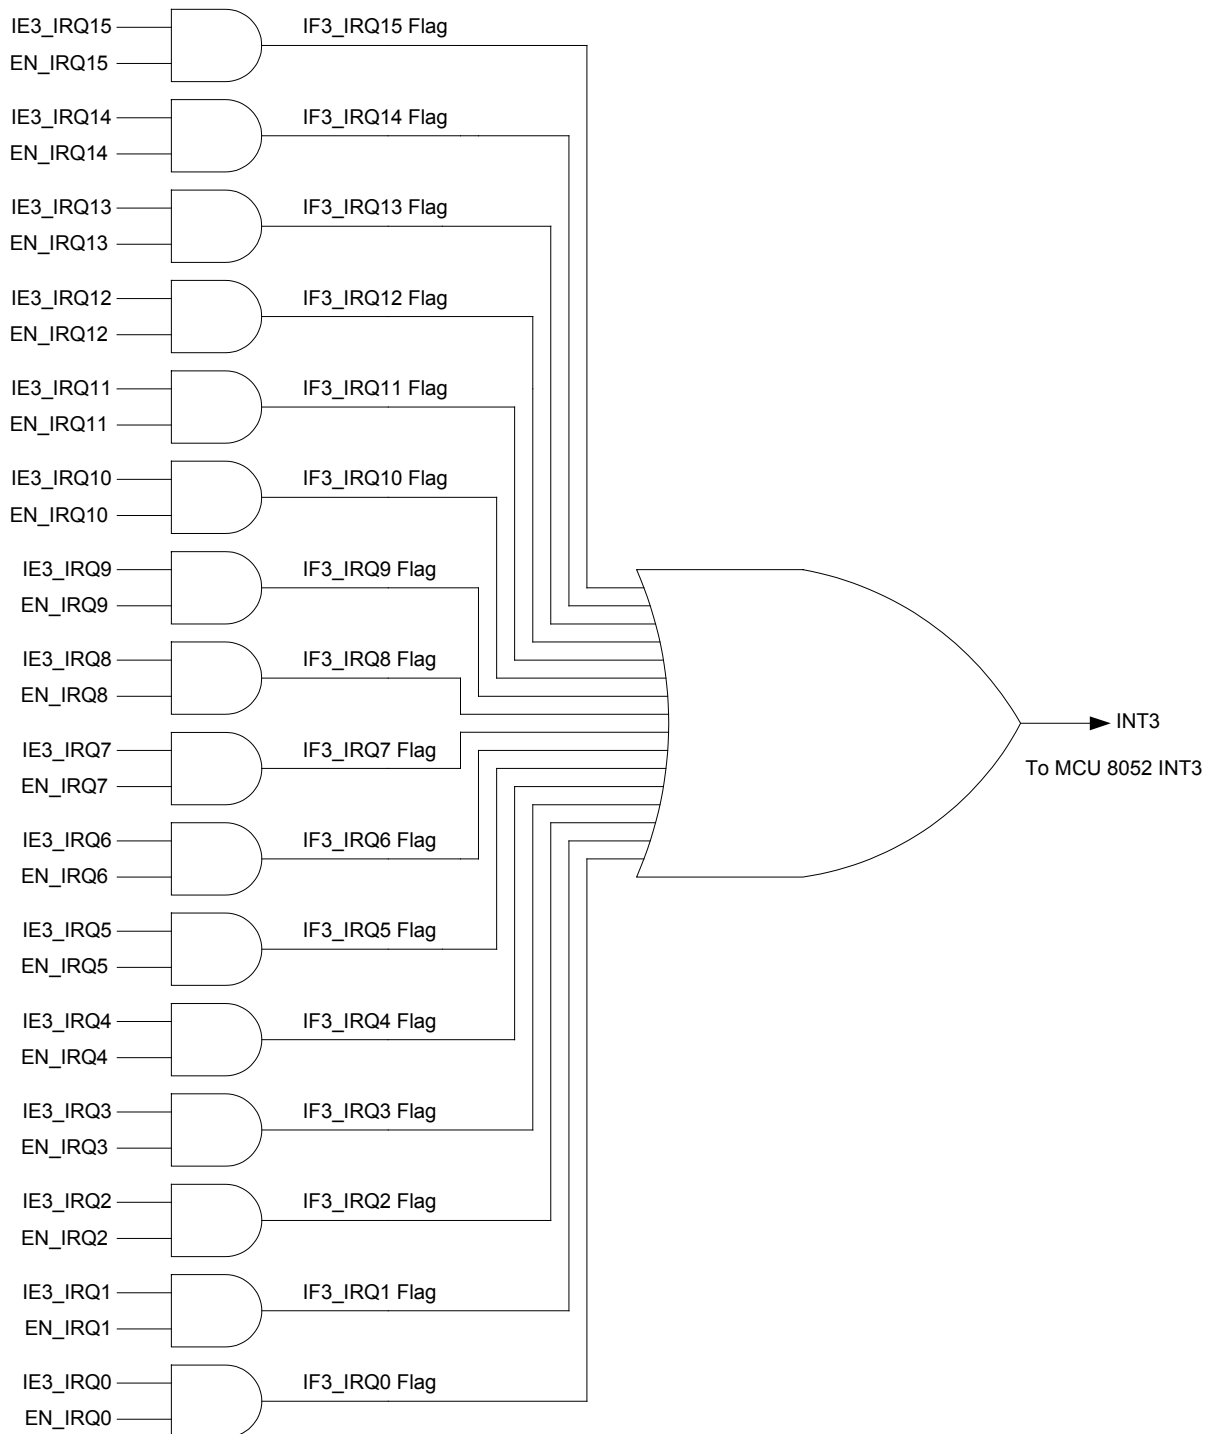 IE3_IRQ15
IF3_IRQ15 Flag
EN_IRQ15
IE3_IRQ14
IF3_IRQ14 Flag
EN_IRQ14
IE3_IRQ13
IF3_IRQ13 Flag
EN_IRQ13
IE3_IRQ12
IF3_IRQ12 Flag
EN_IRQ12
IE3_IRQ11
IF3_IRQ11 Flag
EN_IRQ11
IE3_IRQ10
IF3_IRQ10 Flag
EN_IRQ10
IE3_IRQ9
IF3_IRQ9 Flag
EN_IRQ9
IE3_IRQ8
IF3_IRQ8 Flag
EN_IRQ8
INT3
IE3_IRQ7
IF3_IRQ7 Flag
To MCU 8052 INT3
EN_IRQ7
IE3_IRQ6
IF3_IRQ6 Flag
EN_IRQ6
IE3_IRQ5
IF3_IRQ5 Flag
EN_IRQ5
IE3_IRQ4
IF3_IRQ4 Flag
EN_IRQ4
IE3_IRQ3
IF3_IRQ3 Flag
EN_IRQ3
IE3_IRQ2
IF3_IRQ2 Flag
EN_IRQ2
IE3_IRQ1
IF3_IRQ1 Flag
EN_IRQ1
IE3_IRQ0
IF3_IRQ0 Flag
EN_IRQ0